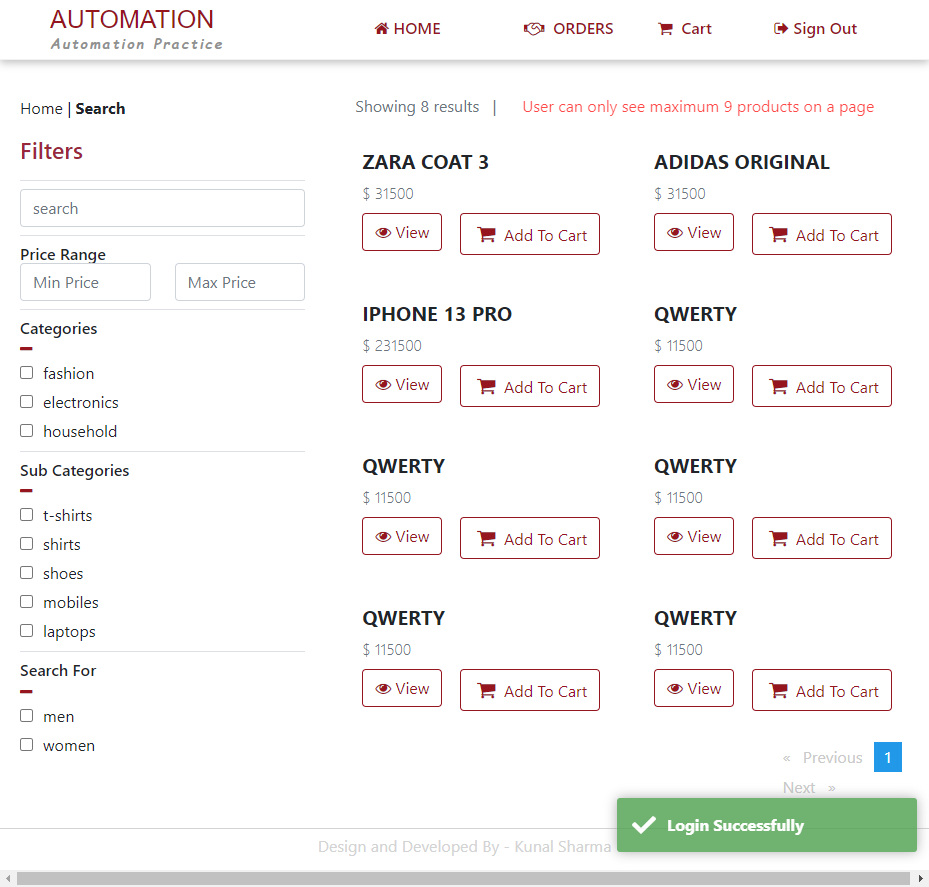 AUTOMATION
Automation Practice
HOME
ORDERS
Cart
Sign Out
Home | Search
Showing 8 results |
User can only see maximum 9 products on a page
Filters
search
Price Range
Min Price
Max Price
Categories
fashion
electronics
household
Sub Categories
t-shirts
shirts
shoes
mobiles
laptops
Search For
men
women
ZARA COAT 3
$ 31500
View
Add To Cart
ADIDAS ORIGINAL
$ 31500
View
Add To Cart
IPHONE 13 PRO
$ 231500
View
Add To Cart
QWERTY
$ 11500
View
Add To Cart
QWERTY
$ 11500
View
Add To Cart
QWERTY
$ 11500
View
Add To Cart
QWERTY
$ 11500
View
Add To Cart
QWERTY
$ 11500
View
Add To Cart
« Previous 1
Next »
Login Successfully
Design and Developed By - Kunal Sharma